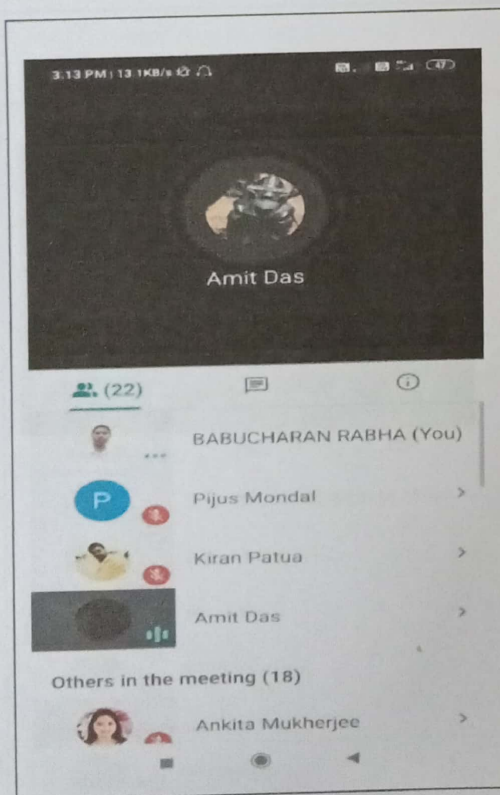 3:13 PM | 13.1KB/s
47
Amit Das
(22)
BABUCHARAN RABHA (You)
P
Pijus Mondal
Kiran Patua
Amit Das
Others in the meeting (18)
Ankita Mukherjee